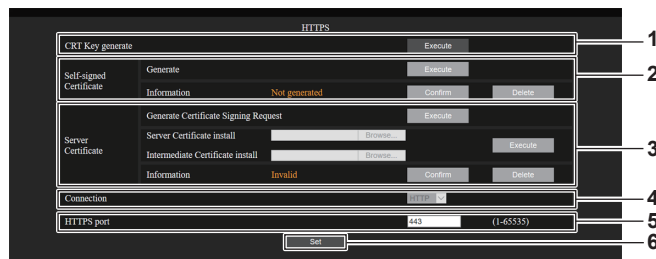 HTTPS
CRT Key generate Execute 1
Self-signed Certificate Generate Execute 2
Information Not generated Confirm Delete
Server Certificate Generate Certificate Signing Request Execute 3
Server Certificate install Browse... Execute
Intermediate Certificate install Browse...
Information Invalid Confirm Delete
Connection HTTP 4
HTTPS port 443 (1-65535) 5
Set 6